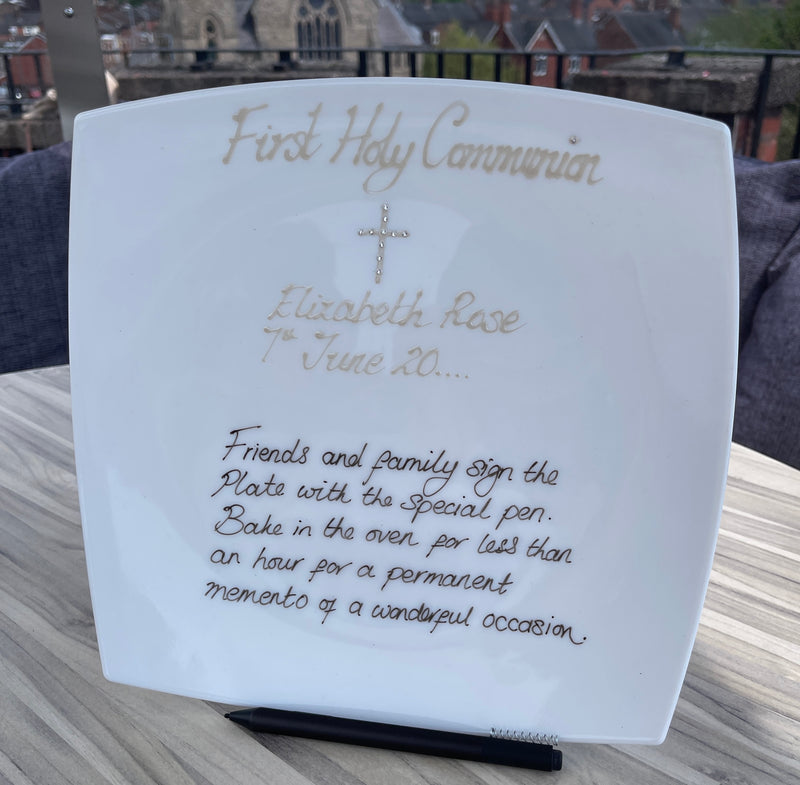 First Holy Communion
Elizabeth Rose
7th June 20....
Friends and family sign the
Plate with the special pen.
Bake in the oven for less than
an hour for a permanent
memento of a wonderful occasion.